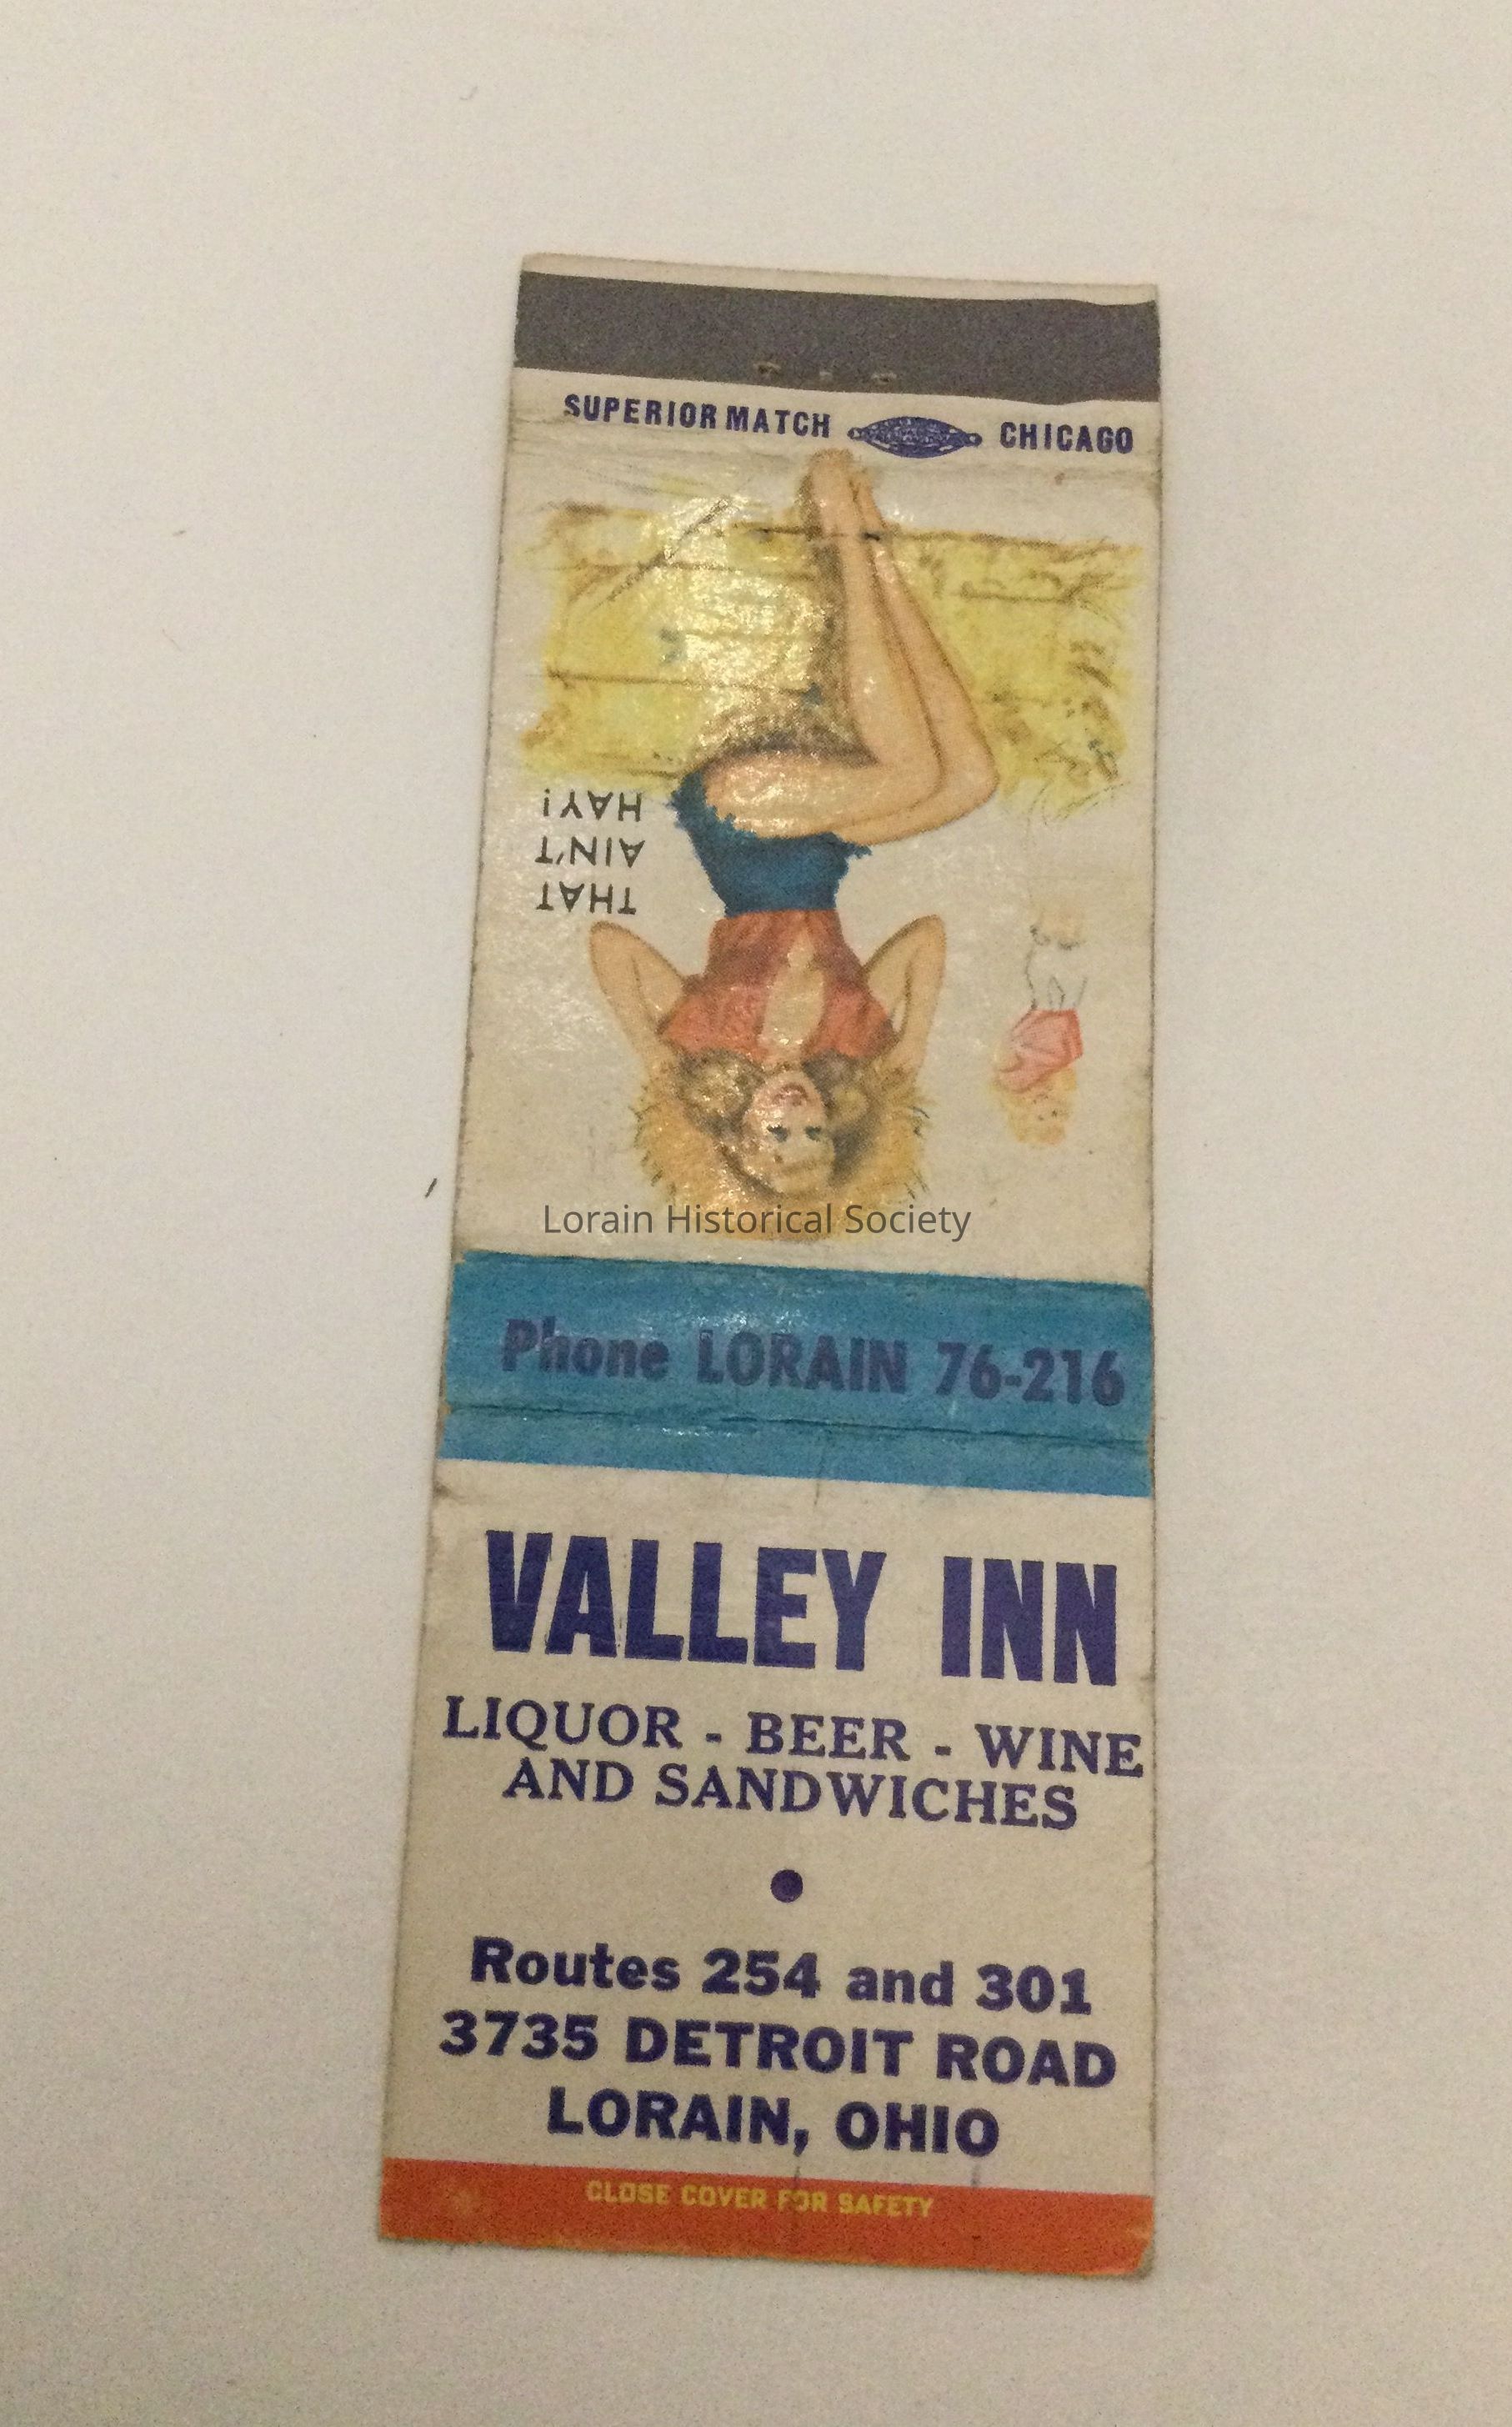 SUPERIOR MATCH CHICAGO
THAT
AIN'T
HAY!
Lorain Historical Society
Phone LORAIN 76-216
VALLEY INN
LIQUOR - BEER - WINE
AND SANDWICHES
Routes 254 and 301
3735 DETROIT ROAD
LORAIN, OHIO
CLOSE COVER FOR SAFETY